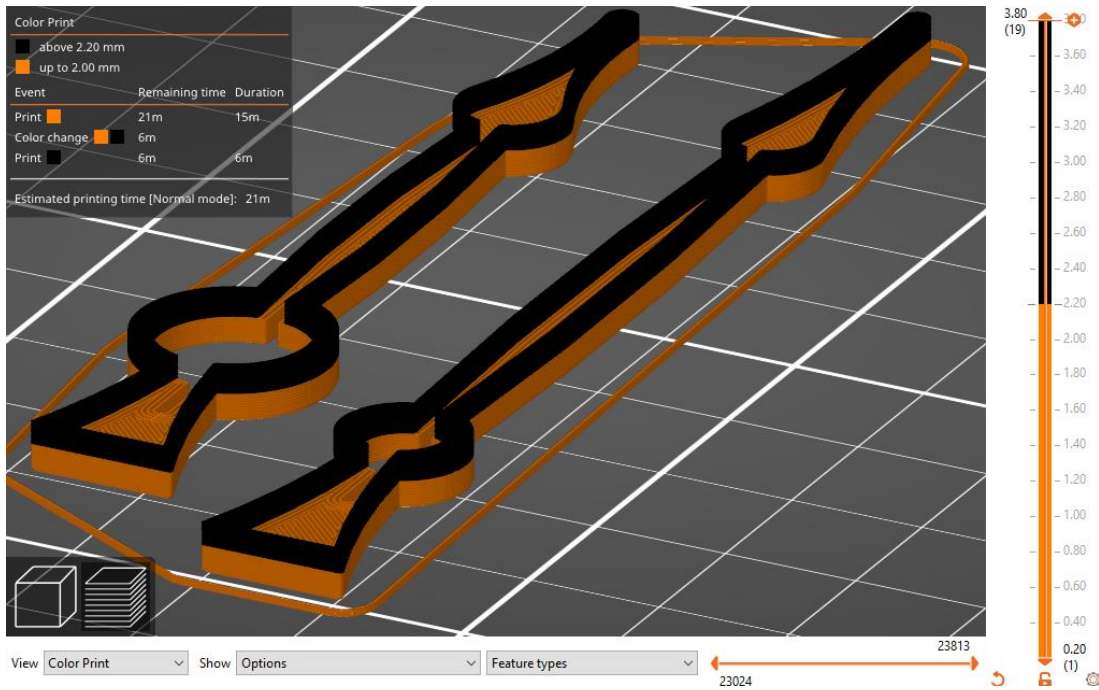 Color Print
above 2.20 mm
up to 2.00 mm
Event Remaining time Duration
Print 21m 15m
Color change 6m
Print 6m 6m
Estimated printing time [Normal mode]: 21m
3.80
(19)
3.60
3.40
3.20
3.00
2.80
2.60
2.40
2.20
2.00
1.80
1.60
1.40
1.20
1.00
0.80
0.60
0.40
0.20
(1)
23813
View Color Print Show Options Feature types
23024